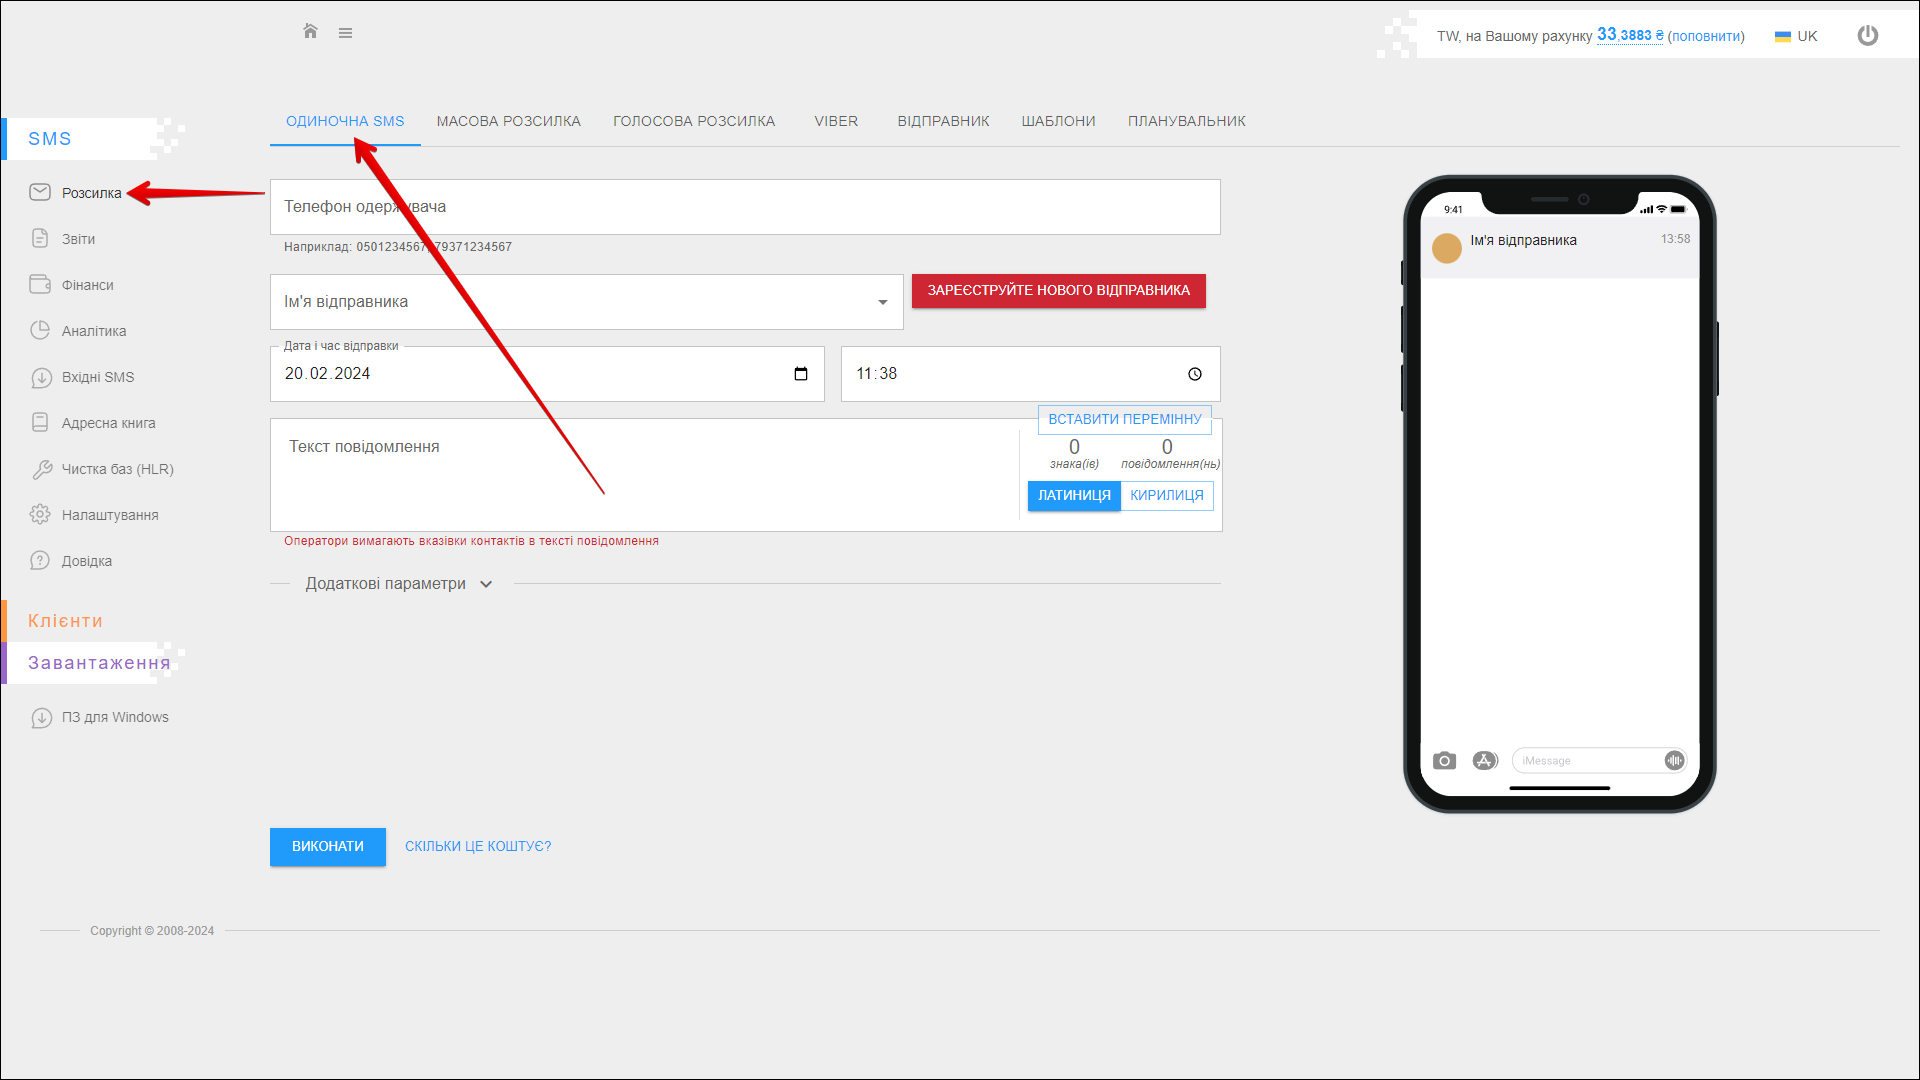 TW, на Вашому рахунку 33,3883 ₴ (поповнити)
UK
ОДИНОЧНА SMS
МАСОВА РОЗСИЛКА
ГОЛОСОВА РОЗСИЛКА
VIBER
ВІДПРАВНИК
ШАБЛОНИ
ПЛАНУВАЛЬНИК
SMS
Розсилка
Звіти
Фінанси
Аналітика
Вхідні SMS
Адресна книга
Чистка баз (HLR)
Налаштування
Довідка
Клієнти
Завантаження
ПЗ для Windows
Телефон одержувача
Наприклад: 0501234567, 79371234567
Ім'я відправника
ЗАРЕЄСТРУЙТЕ НОВОГО ВІДПРАВНИКА
Дата і час відправки
20.02.2024
11:38
ВСТАВИТИ ПЕРЕМІННУ
Текст повідомлення
0
знака(ів)
0
повідомлення(нь)
ЛАТИНИЦЯ
КИРИЛИЦЯ
Оператори вимагають вказівки контактів в тексті повідомлення
Додаткові параметри
ВИКОНАТИ
СКІЛЬКИ ЦЕ КОШТУЄ?
9:41
Ім'я відправника
13:58
iMessage
Copyright © 2008-2024